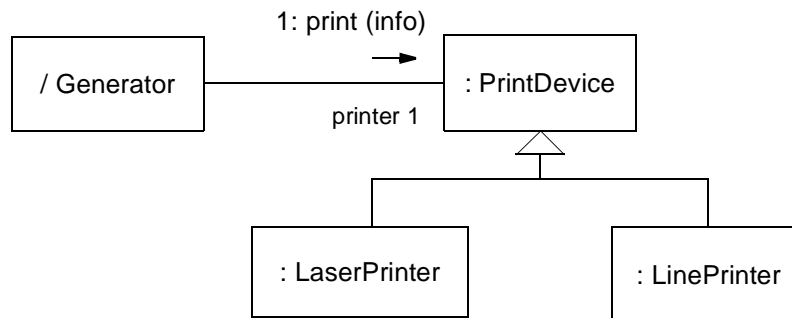 1: print (info)
/ Generator
: PrintDevice
printer 1
: LaserPrinter
: LinePrinter